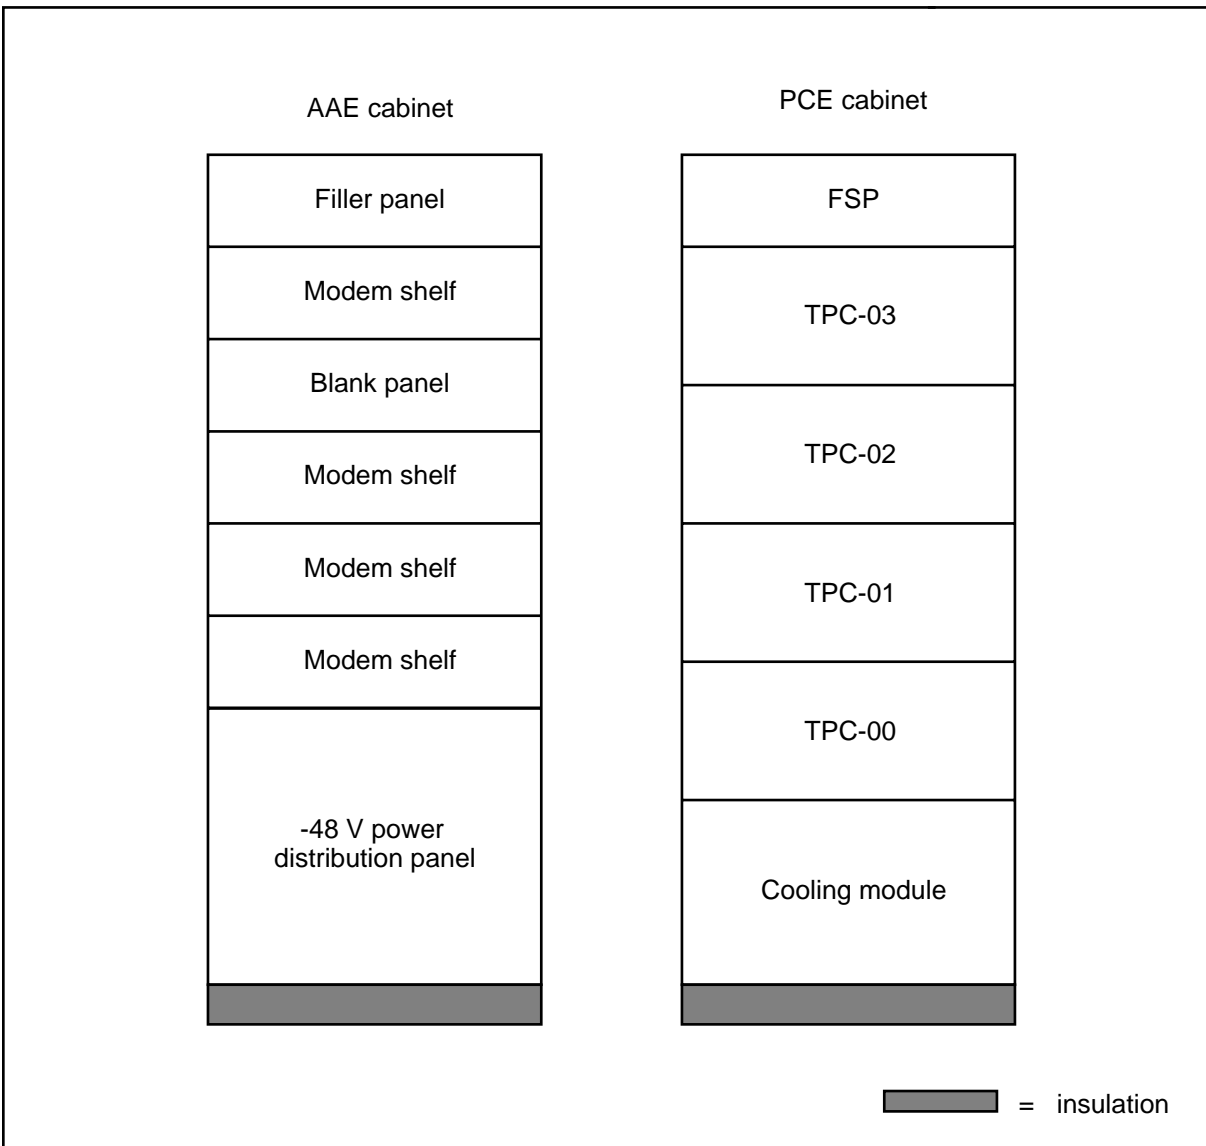 AAE cabinet
Filler panel
Modem shelf
Blank panel
Modem shelf
Modem shelf
Modem shelf
-48 V power
distribution panel
PCE cabinet
FSP
TPC-03
TPC-02
TPC-01
TPC-00
Cooling module
= insulation